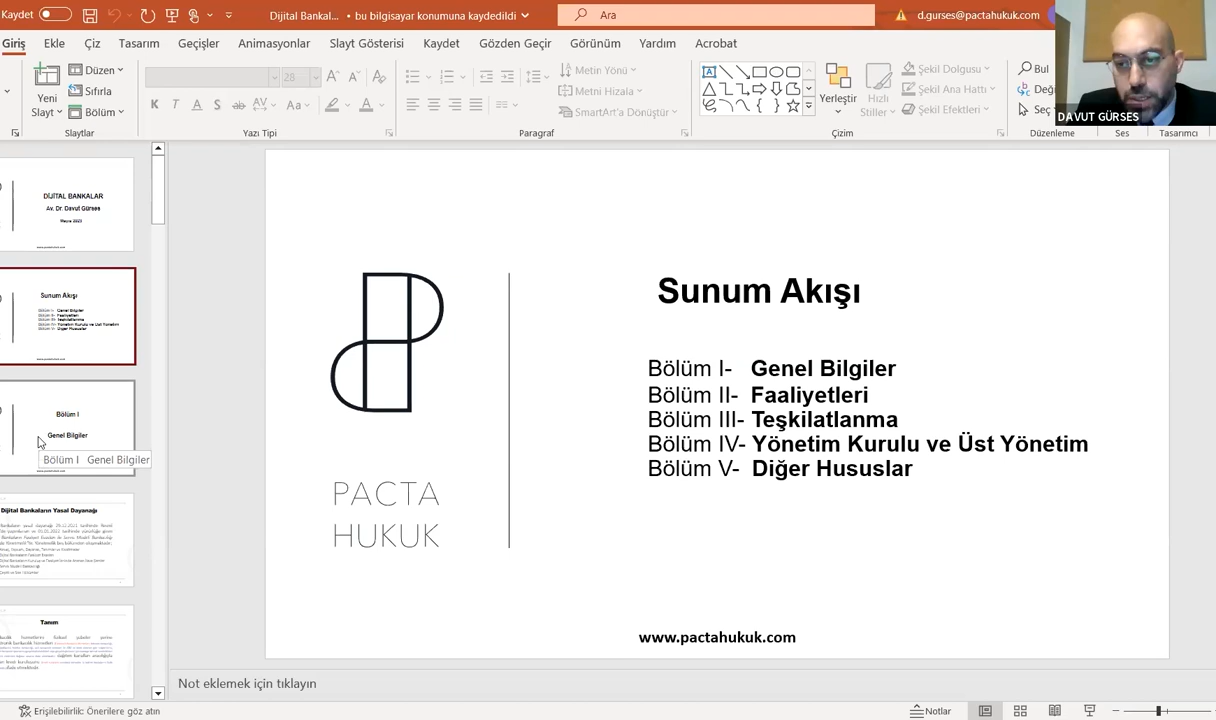 Kaydet
Dijital Bankal... • bu bilgisayar konumuna kaydedildi
Ara
d.gurses@pactahukuk.com
Giriş Ekle Çiz Tasarım Geçişler Animasyonlar Slayt Gösterisi Kaydet Gözden Geçir Görünüm Yardım Acrobat
Yeni
Slayt
Düzen
Sıfırla
Bölüm
28
Metin Yönü
Metni Hizala
SmartArt'a Dönüştür
Yerleştir
Hızlı
Stiller
Şekil Dolgusu
Şekil Ana Hattı
Şekil Efektleri
Bul
Seç
DAVUT GÜRSES
Slaytlar
Yazı Tipi
Paragraf
Çizim
Düzenleme
Ses
Tasarımcı
DİJİTAL BANKALAR
Av. Dr. Davut Gürses
Mayıs 2023
Sunum Akışı
Bölüm I- Genel Bilgiler
Bölüm II- Faaliyetleri
Bölüm III- Teşkilatlanma
Bölüm IV- Yönetim Kurulu ve Üst Yönetim
Bölüm V- Diğer Hususlar
Bölüm I
Genel Bilgiler
Bölüm I Genel Bilgiler
Dijital Bankaların Yasal Dayanağı
Tanım
PACTA
HUKUK
Sunum Akışı
Bölüm I- Genel Bilgiler
Bölüm II- Faaliyetleri
Bölüm III- Teşkilatlanma
Bölüm IV- Yönetim Kurulu ve Üst Yönetim
Bölüm V- Diğer Hususlar
www.pactahukuk.com
Not eklemek için tıklayın
Erişilebilirlik: Önerilere göz atın
Notlar